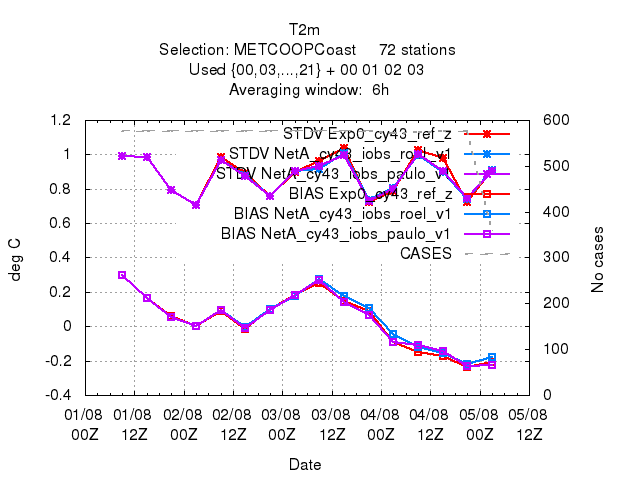 T2m
Selection: METCOOPCoast 72 stations
Used {00,03,...,21} + 00 01 02 03
Averaging window: 6h
1.2
1
0.8
0.6
0.4
0.2
0
-0.2
-0.4
deg C
600
500
400
300
200
100
0
No cases
STDV Exp0_cy43_ref_z
STDV NetA_cy43_iobs_roel_v1
STDV NetA_cy43_iobs_paulo_v1
BIAS Exp0_cy43_ref_z
BIAS NetA_cy43_iobs_roel_v1
BIAS NetA_cy43_iobs_paulo_v1
CASES
01/08 01/08 02/08 02/08 03/08 03/08 04/08 04/08 05/08 05/08
00Z 12Z 00Z 12Z 00Z 12Z 00Z 12Z 00Z 12Z
Date